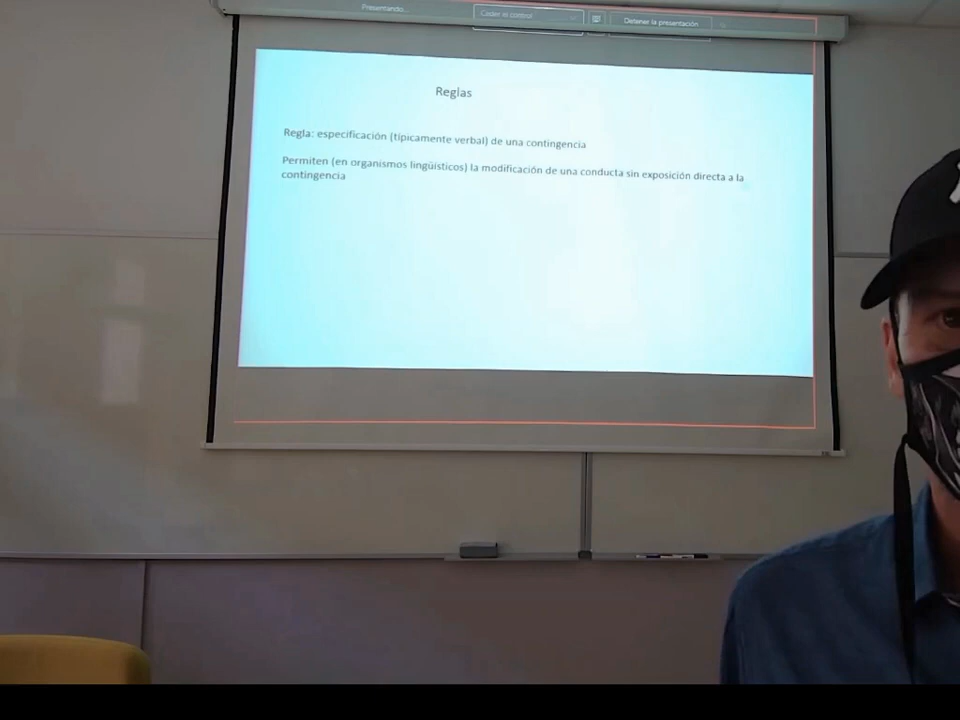 Presentando...
Ceder el control
Detener la presentación
Reglas
Regla: especificación (típicamente verbal) de una contingencia
Permiten (en organismos lingüísticos) la modificación de una conducta sin exposición directa a la
contingencia